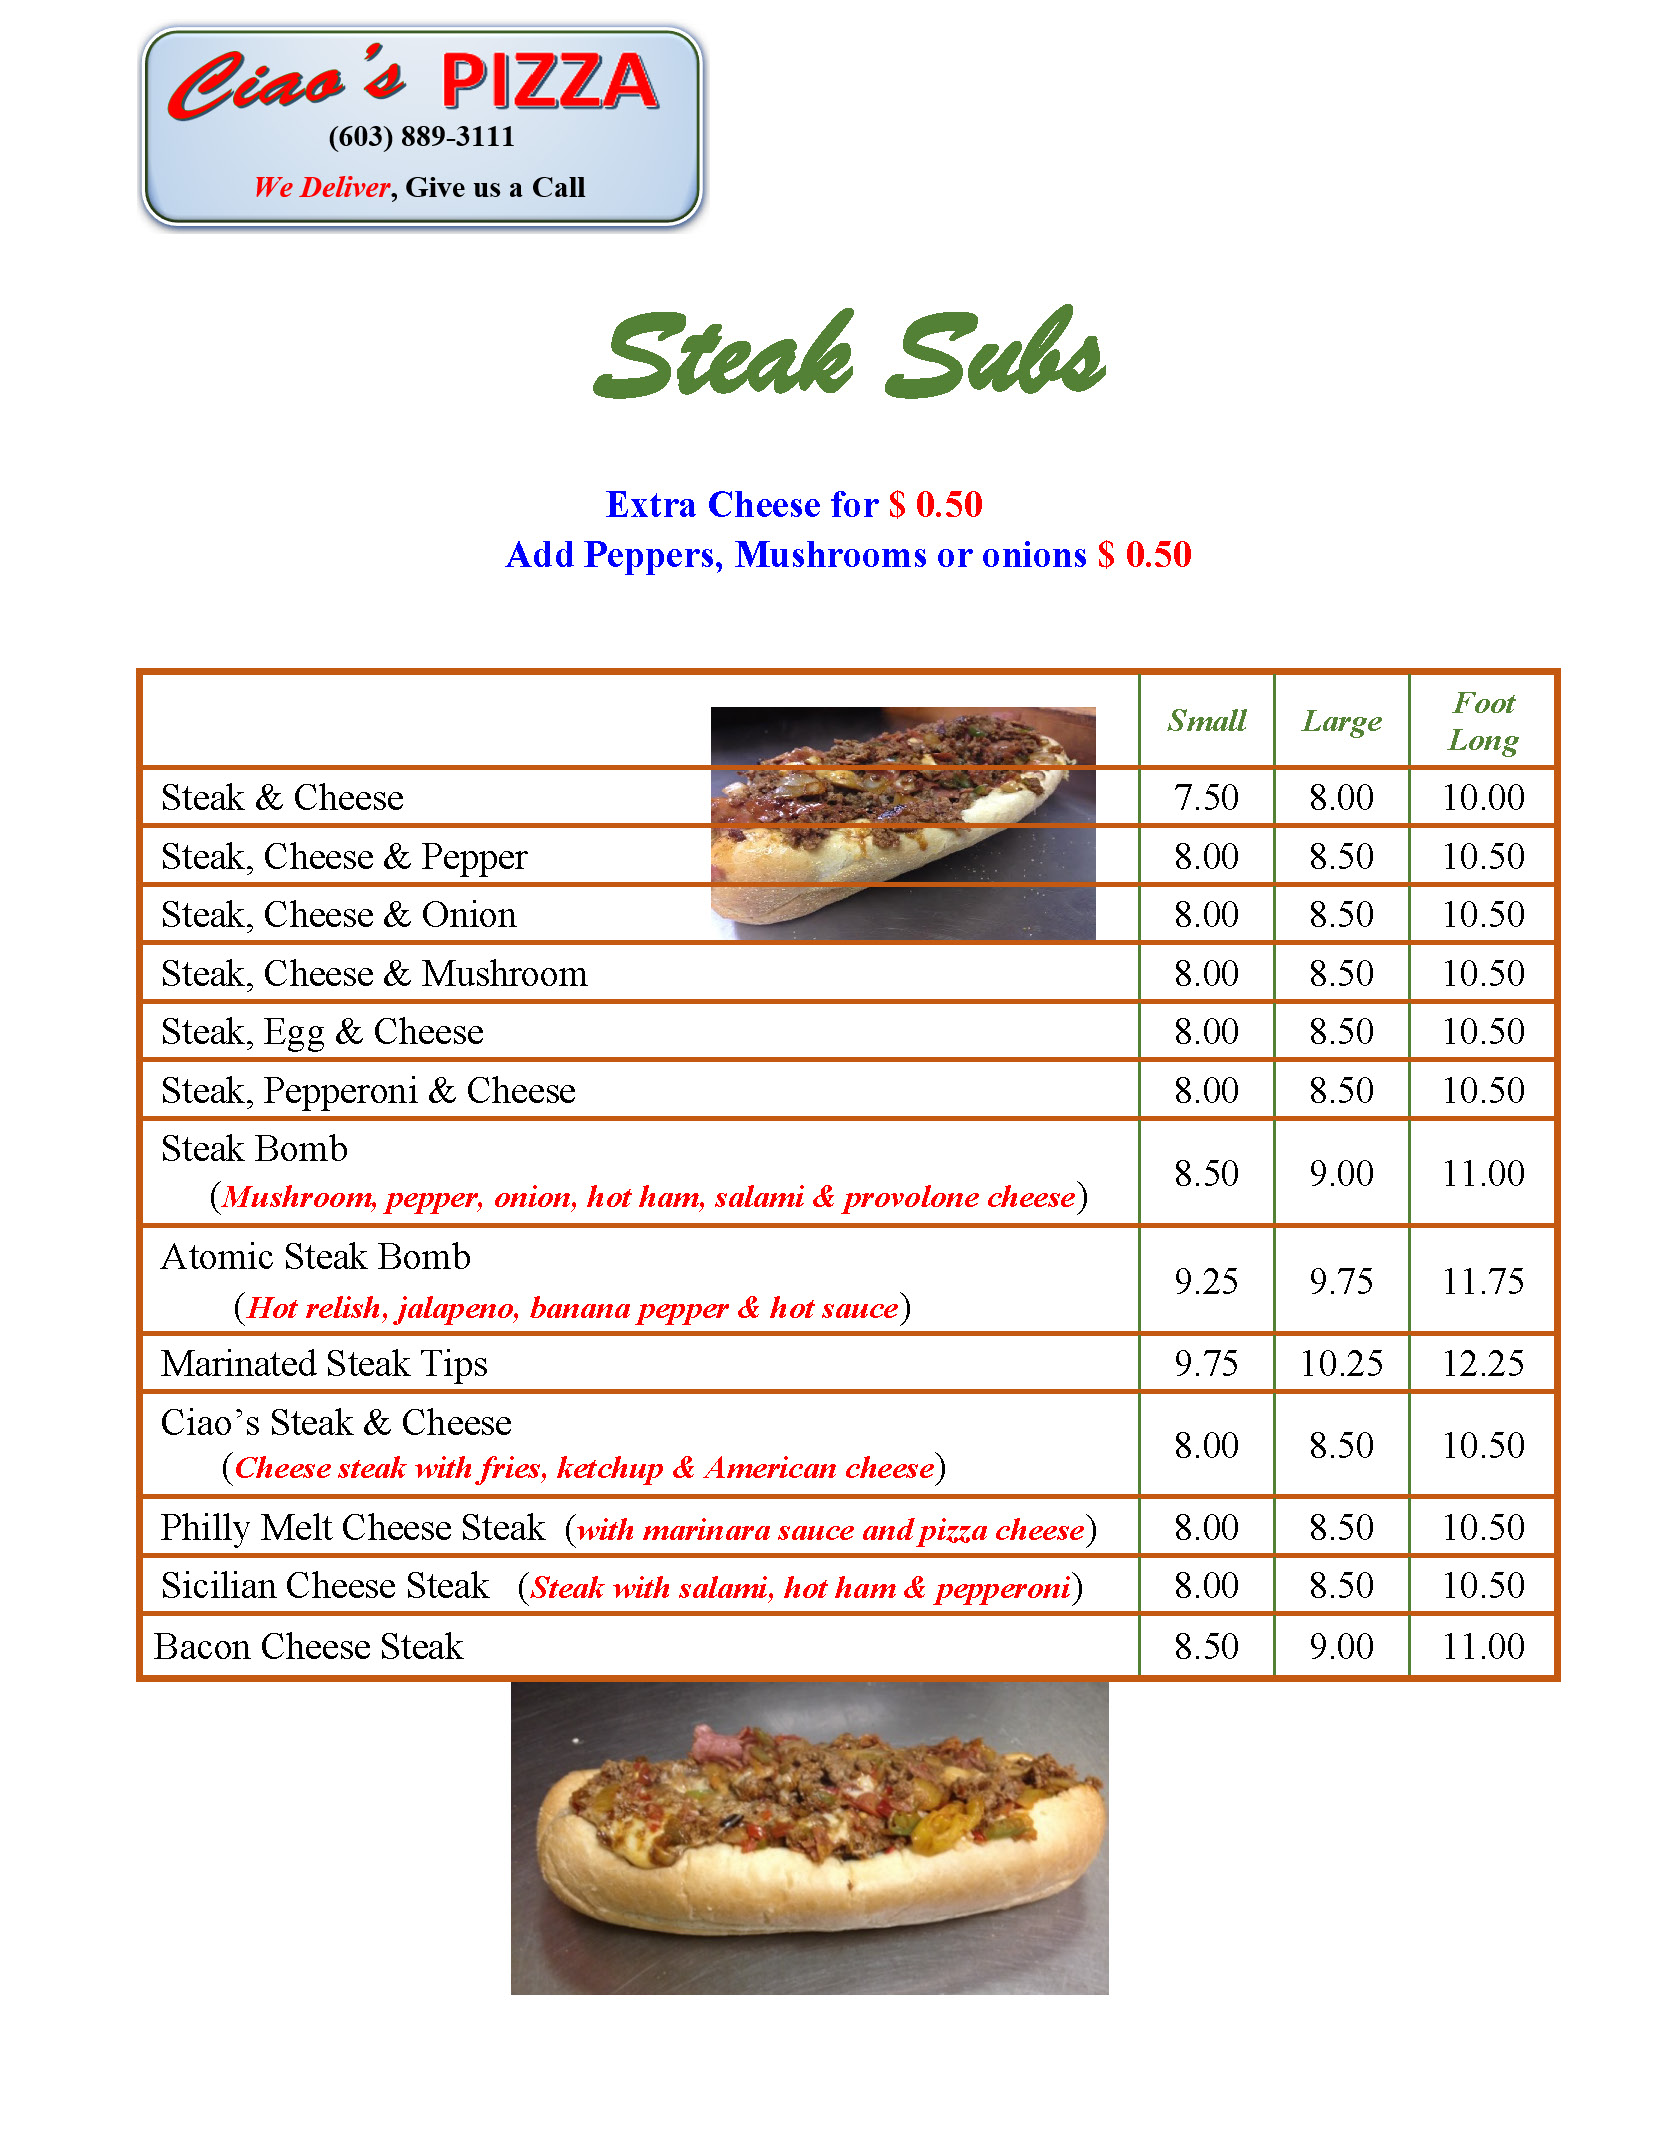 Ciao's PIZZA
(603) 889-3111
We Deliver, Give us a Call
Steak Subs
Extra Cheese for $ 0.50
Add Peppers, Mushrooms or onions $ 0.50
Small Large Foot Long
Steak & Cheese 7.50 8.00 10.00
Steak, Cheese & Pepper 8.00 8.50 10.50
Steak, Cheese & Onion 8.00 8.50 10.50
Steak, Cheese & Mushroom 8.00 8.50 10.50
Steak, Egg & Cheese 8.00 8.50 10.50
Steak, Pepperoni & Cheese 8.00 8.50 10.50
Steak Bomb
(Mushroom, pepper, onion, hot ham, salami & provolone cheese) 8.50 9.00 11.00
Atomic Steak Bomb
(Hot relish, jalapeno, banana pepper & hot sauce) 9.25 9.75 11.75
Marinated Steak Tips 9.75 10.25 12.25
Ciao’s Steak & Cheese
(Cheese steak with fries, ketchup & American cheese) 8.00 8.50 10.50
Philly Melt Cheese Steak (with marinara sauce and pizza cheese) 8.00 8.50 10.50
Sicilian Cheese Steak (Steak with salami, hot ham & pepperoni) 8.00 8.50 10.50
Bacon Cheese Steak 8.50 9.00 11.00